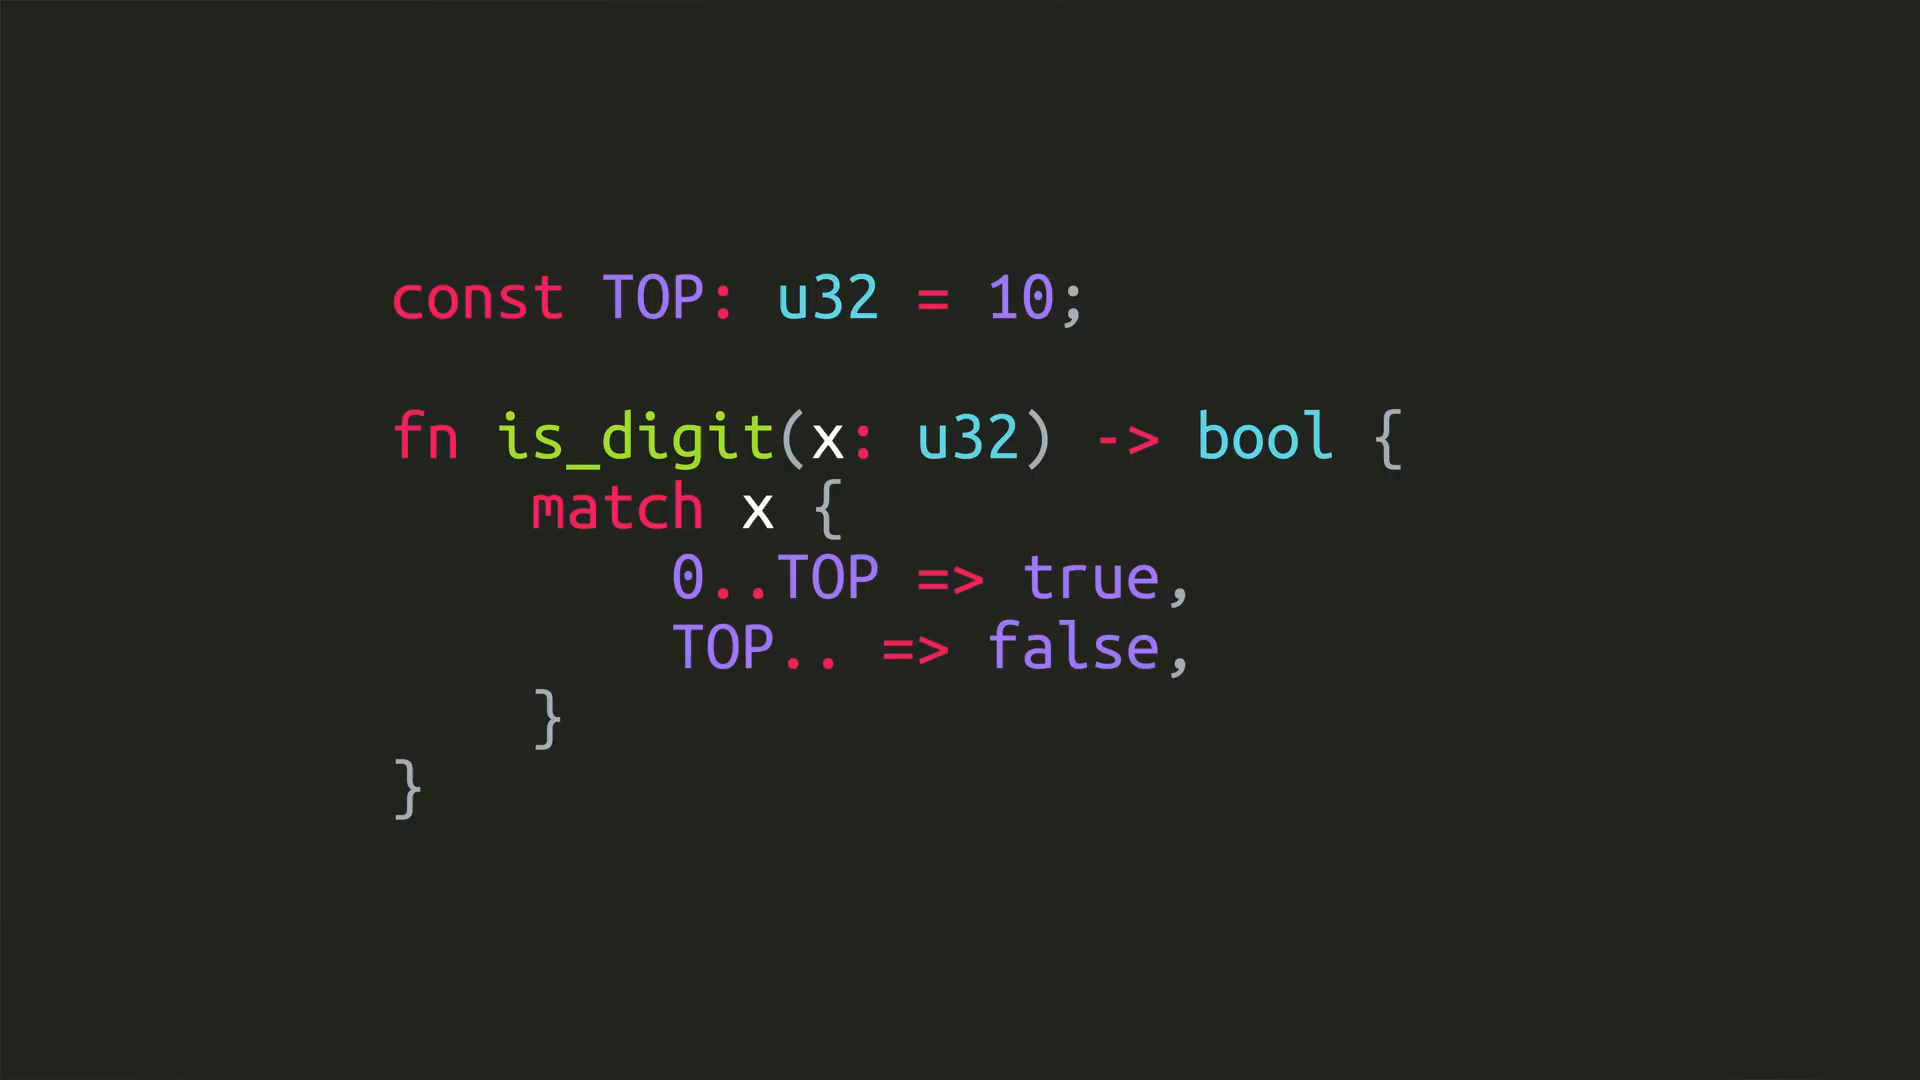 const TOP: u32 = 10;
fn is_digit(x: u32) -> bool {
match x {
0..TOP => true,
TOP.. => false,
}
}